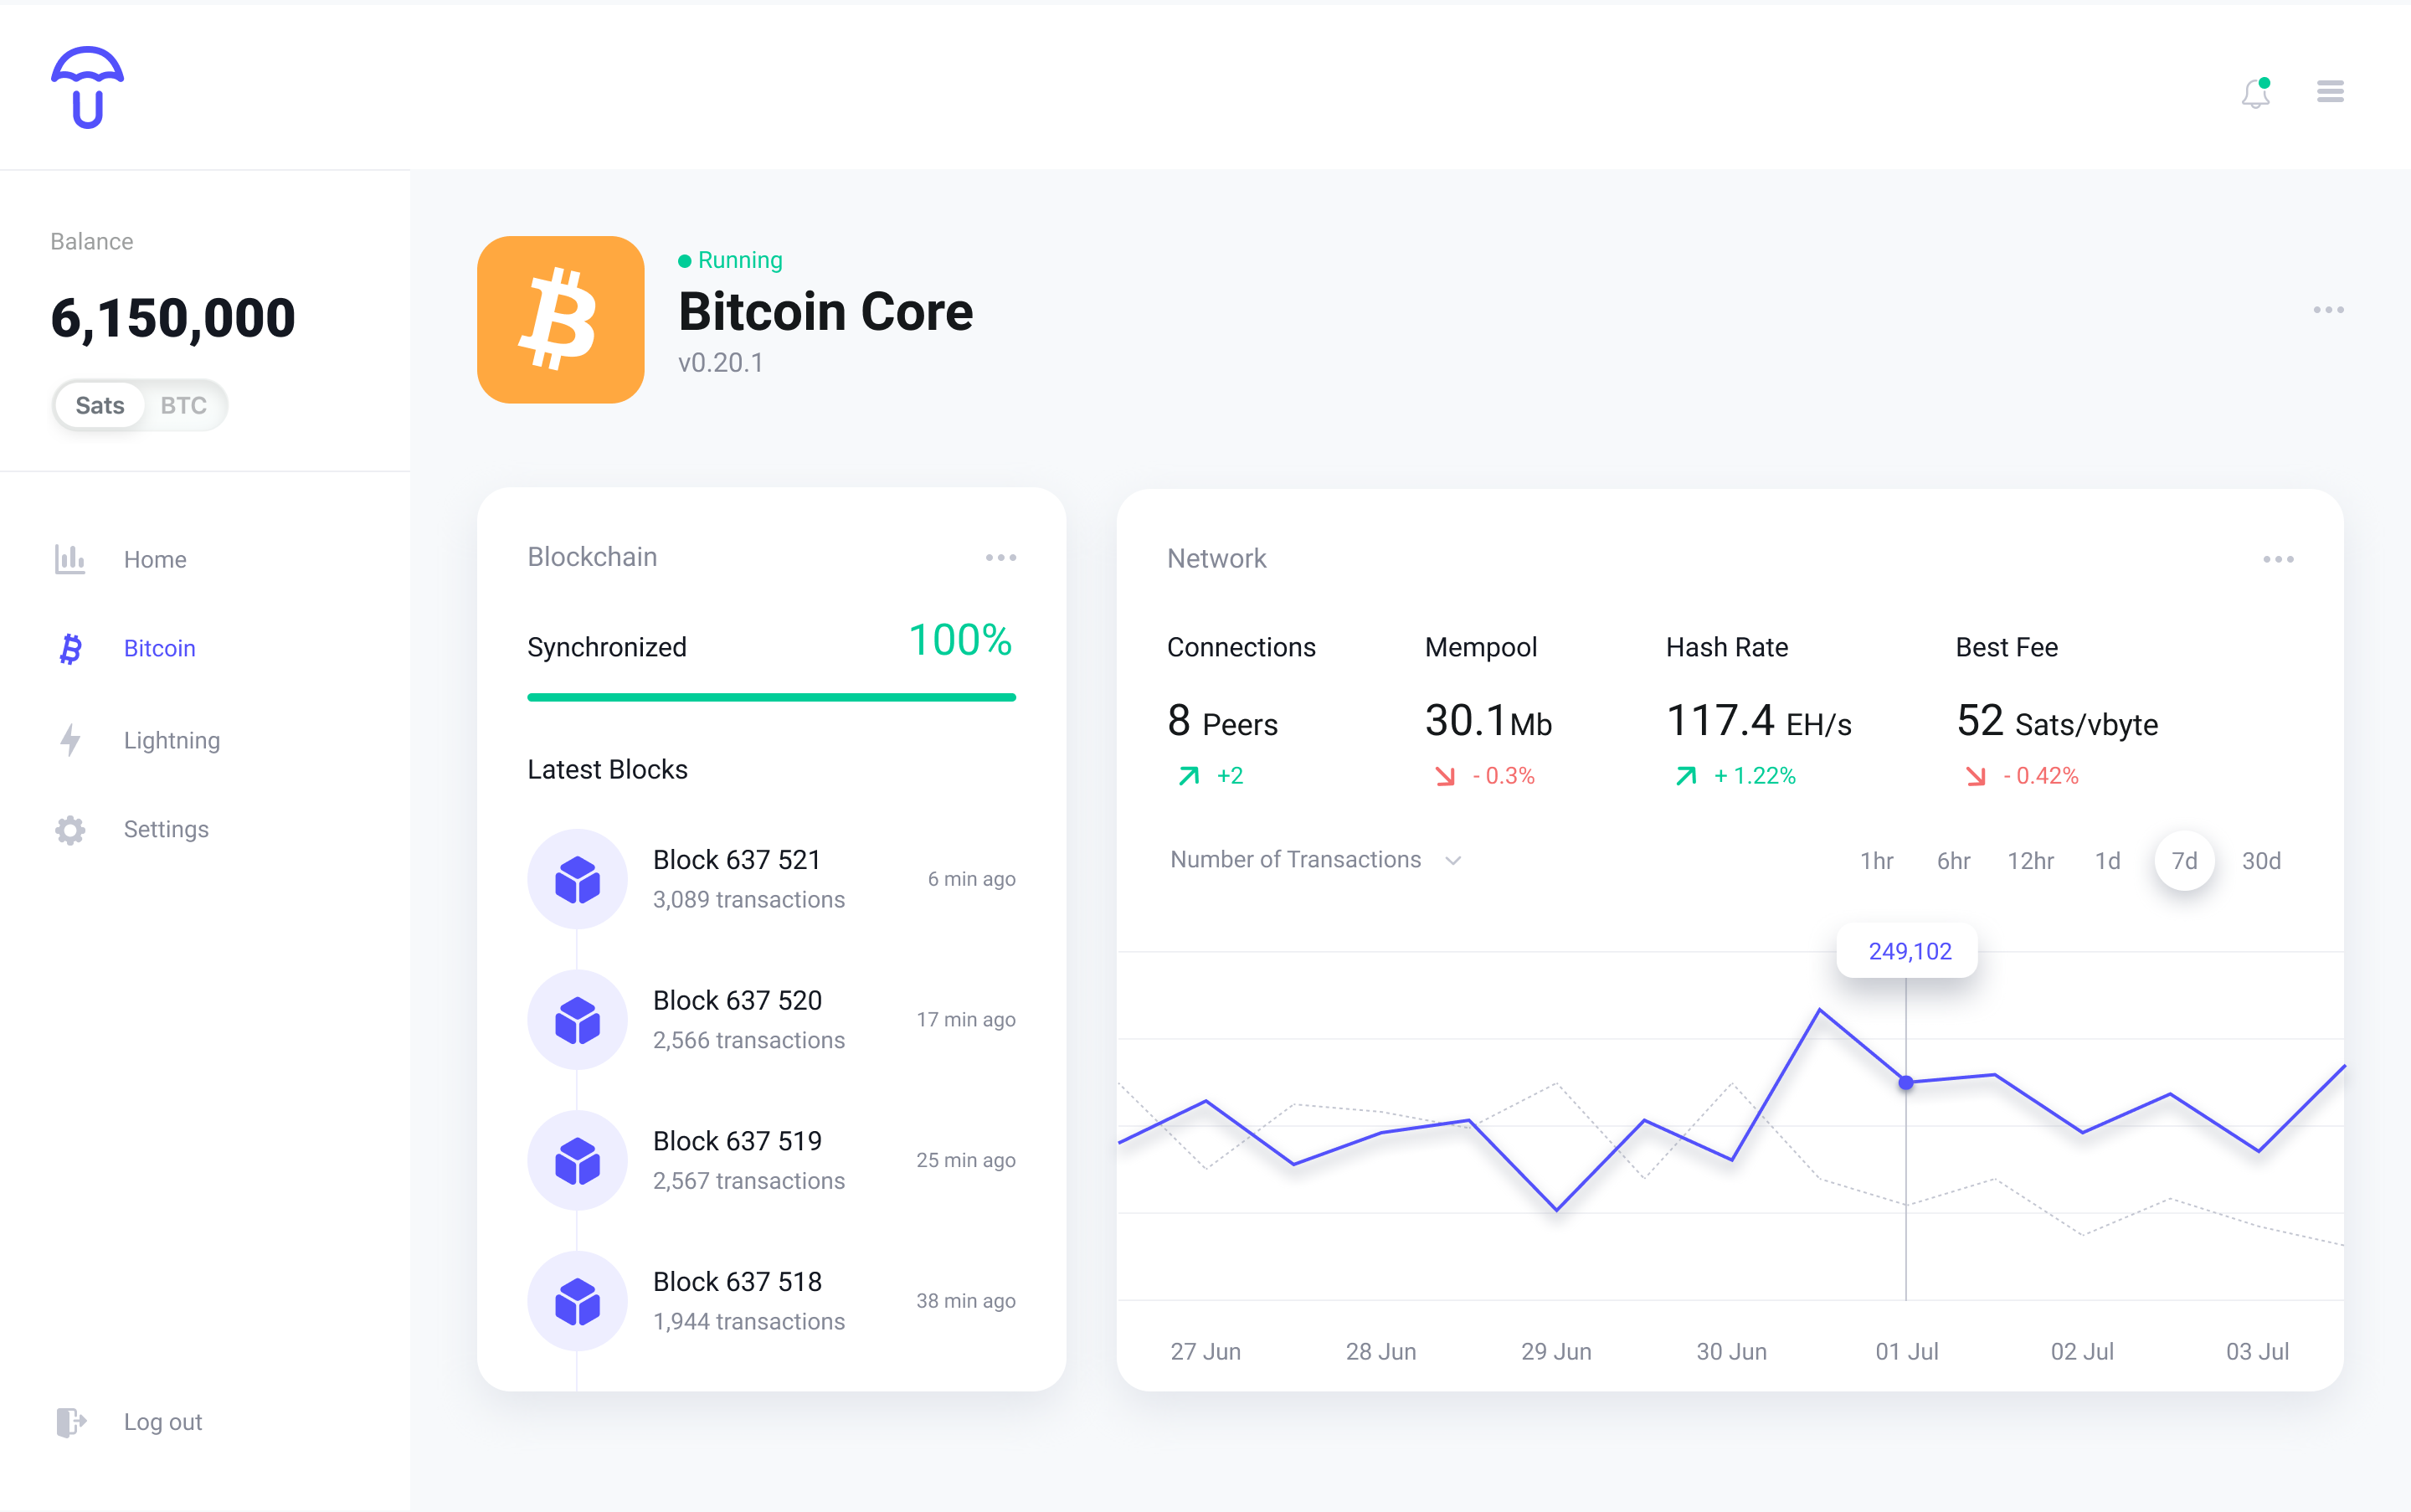 Balance
6,150,000
Sats BTC
Home
Bitcoin
Lightning
Settings
Log out
Running
Bitcoin Core
v0.20.1
Blockchain
Synchronized 100%
Latest Blocks
Block 637 521
3,089 transactions
6 min ago
Block 637 520
2,566 transactions
17 min ago
Block 637 519
2,567 transactions
25 min ago
Block 637 518
1,944 transactions
38 min ago
Network
Connections Mempool Hash Rate Best Fee
8 Peers 30.1Mb 117.4 EH/s 52 Sats/vbyte
+2 - 0.3% + 1.22% - 0.42%
Number of Transactions 1hr 6hr 12hr 1d 7d 30d
249,102
27 Jun 28 Jun 29 Jun 30 Jun 01 Jul 02 Jul 03 Jul